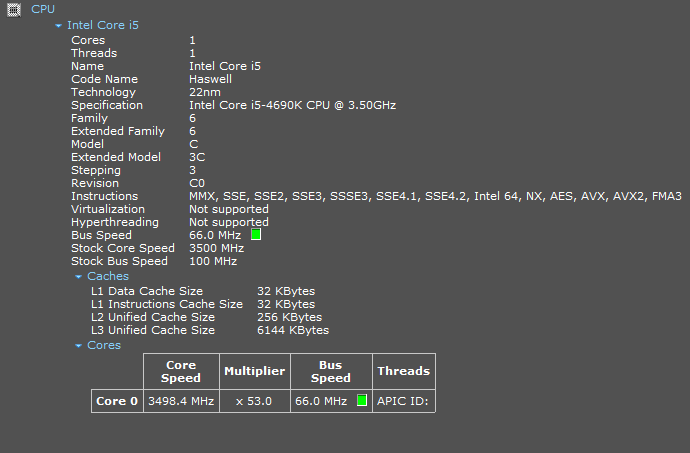 CPU
Intel Core i5
Cores 1
Threads 1
Name Intel Core i5
Code Name Haswell
Technology 22nm
Specification Intel Core i5-4690K CPU @ 3.50GHz
Family 6
Extended Family 6
Model C
Extended Model 3C
Stepping 3
Revision C0
Instructions MMX, SSE, SSE2, SSE3, SSSE3, SSE4.1, SSE4.2, Intel 64, NX, AES, AVX, AVX2, FMA3
Virtualization Not supported
Hyperthreading Not supported
Bus Speed 66.0 MHz
Stock Core Speed 3500 MHz
Stock Bus Speed 100 MHz
Caches
L1 Data Cache Size 32 KBytes
L1 Instructions Cache Size 32 KBytes
L2 Unified Cache Size 256 KBytes
L3 Unified Cache Size 6144 KBytes
Cores
Core Speed Multiplier Bus Speed Threads
Core 0 3498.4 MHz x 53.0 66.0 MHz APIC ID: